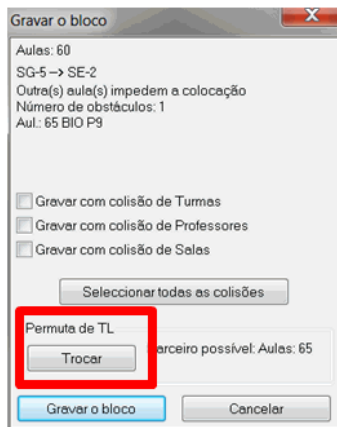 Gravar o bloco
Aulas: 60
SG-5 –> SE-2
Outra(s) aula(s) impedem a colocação
Número de obstáculos: 1
Aul.: 65 BIO P9
Gravar com colisão de Turmas
Gravar com colisão de Professores
Gravar com colisão de Salas
Seleccionar todas as colisões
Permuta de TL
Trocar
arceiro possível: Aulas: 65
Gravar o bloco
Cancelar